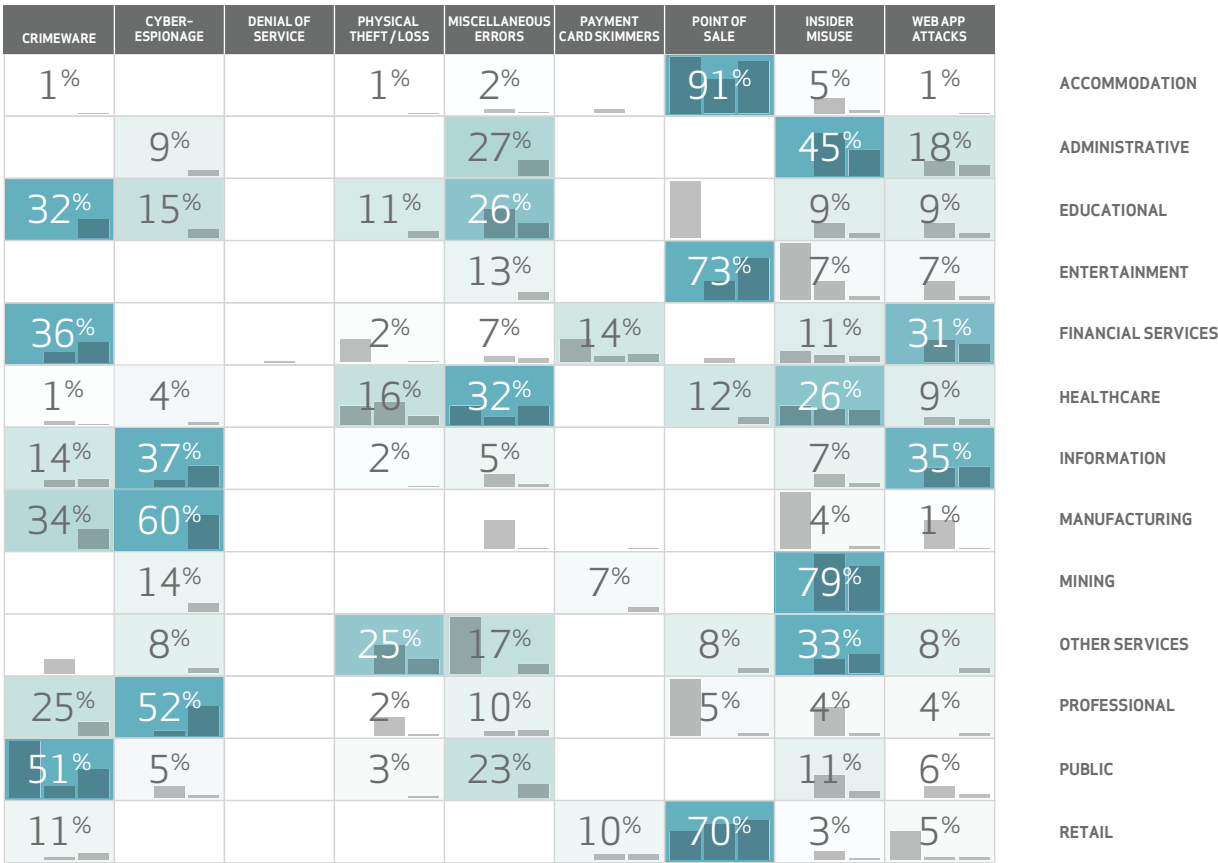 CRIMEWARE CYBER- ESPIONAGE DENIAL OF SERVICE PHYSICAL THEFT / LOSS MISCELLANEOUS ERRORS PAYMENT CARD SKIMMERS POINT OF SALE INSIDER MISUSE WEB APP ATTACKS
1% 1% 2% 91% 5% 1% ACCOMMODATION
9% 27% 45% 18% ADMINISTRATIVE
32% 15% 11% 26% 9% 9% EDUCATIONAL
13% 73% 7% 7% ENTERTAINMENT
36% 2% 7% 14% 11% 31% FINANCIAL SERVICES
1% 4% 16% 32% 12% 26% 9% HEALTHCARE
14% 37% 2% 5% 7% 35% INFORMATION
34% 60% 4% 1% MANUFACTURING
14% 7% 79% MINING
8% 25% 17% 8% 33% 8% OTHER SERVICES
25% 52% 2% 10% 5% 4% 4% PROFESSIONAL
51% 5% 3% 23% 11% 6% PUBLIC
11% 10% 70% 3% 5% RETAIL